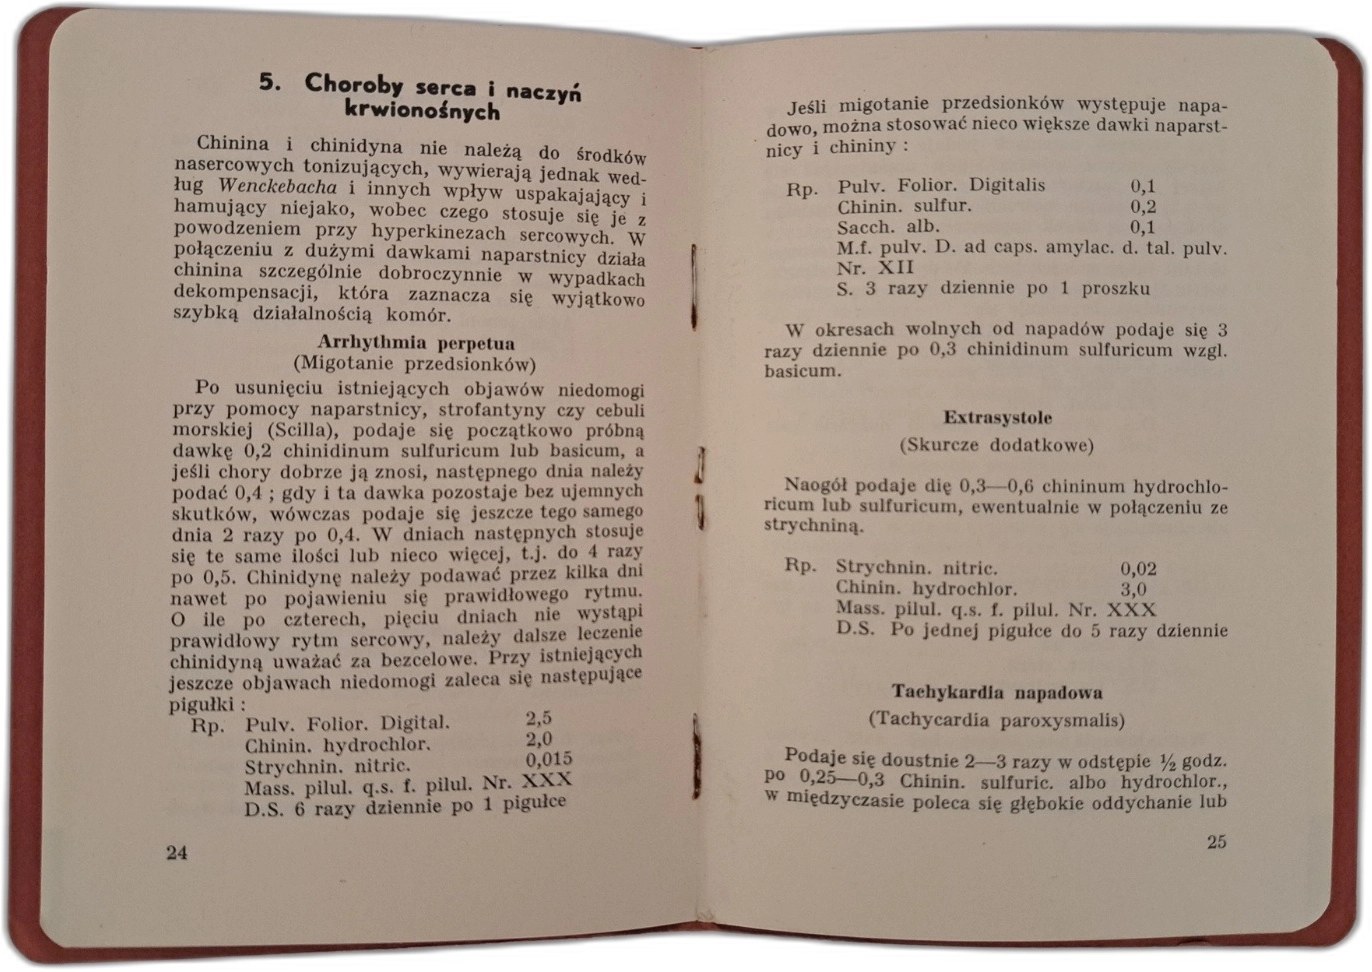 5. Choroby serca i naczyń
krwionośnych
Chinina i chinidyna nie należą do środków
nasercowych tonizujących, wywierają jednak wed-
ług Wenckebacha i innych wpływ uspakajający i
hamujący niejako, wobec czego stosuje się je z
powodzeniem przy hyperkinezach sercowych. W
połączeniu z dużymi dawkami naparstnicy działa
chinina szczególnie dobroczynnie w wypadkach
dekompensacji, która zaznacza się wyjątkowo
szybką działalnością komór.
Arrhythmia perpetua
(Migotanie przedsionków)
Po usunięciu istniejących objawów niedomogi
przy pomocy naparstnicy, strofantyny czy cebuli
morskiej (Scilla), podaje się początkowo próbną
dawkę 0,2 chinidinum sulfuricum lub basicum, a
jeśli chory dobrze ją znosi, następnego dnia należy
podać 0,4 ; gdy i ta dawka pozostaje bez ujemnych
skutków, wówczas podaje się jeszcze tego samego
dnia 2 razy po 0,4. W dniach następnych stosuje
się te same ilości lub nieco więcej, t.j. do 4 razy
po 0,5. Chinidynę należy podawać przez kilka dni
nawet po pojawieniu się prawidłowego rytmu.
O ile po czterech, pięciu dniach nie wystąpi
prawidłowy rytm sercowy, należy dalsze leczenie
chinidyną uważać za bezcelowe. Przy istniejących
jeszcze objawach niedomogi zaleca się następujące
pigułki :
Rp. Pulv. Folior. Digital. 2,5
Chinin. hydrochlor. 2,0
Strychnin. nitric. 0,015
Mass. pilul. q.s. f. pilul. Nr. XXX
D.S. 6 razy dziennie po 1 pigułce
24
Jeśli migotanie przedsionków występuje napa-
dowo, można stosować nieco większe dawki naparst-
nicy i chininy :
Rp. Pulv. Folior. Digitalis 0,1
Chinin. sulfur. 0,2
Sacch. alb. 0,1
M.f. pulv. D. ad caps. amylac. d. tal. pulv.
Nr. XII
S. 3 razy dziennie po 1 proszku
W okresach wolnych od napadów podaje się 3
razy dziennie po 0,3 chinidinum sulfuricum wzgl.
basicum.
Extrasystole
(Skurcze dodatkowe)
Naogół podaje dię 0,3—0,6 chininum hydrochlo-
ricum lub sulfuricum, ewentualnie w połączeniu ze
strychniną.
Rp. Strychnin. nitric. 0,02
Chinin. hydrochlor. 3,0
Mass. pilul. q.s. f. pilul. Nr. XXX
D.S. Po jednej pigułce do 5 razy dziennie
Tachykardia napadowa
(Tachycardia paroxysmalis)
Podaje się doustnie 2—3 razy w odstępie ½ godz.
po 0,25—0,3 Chinin. sulfuric. albo hydrochlor.,
w międzyczasie poleca się głębokie oddychanie lub
25